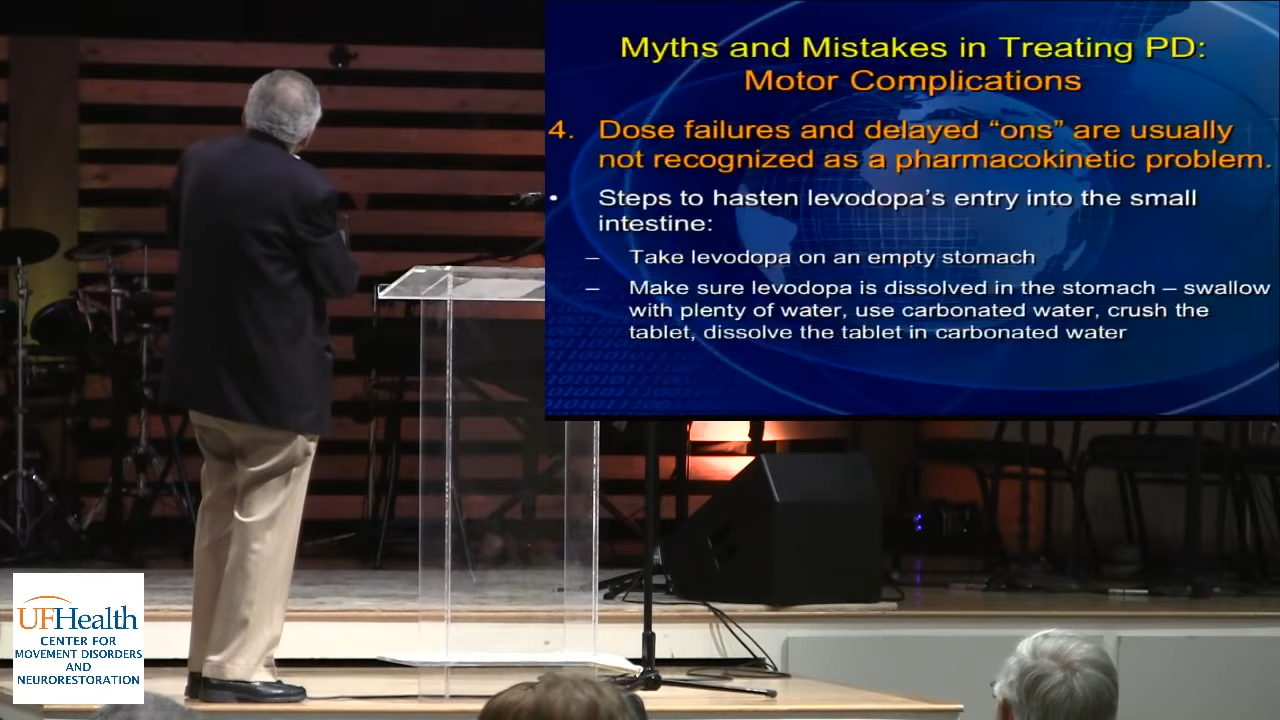 Myths and Mistakes in Treating PD:
Motor Complications
4. Dose failures and delayed “ons” are usually
not recognized as a pharmacokinetic problem.
• Steps to hasten levodopa’s entry into the small
intestine:
– Take levodopa on an empty stomach
– Make sure levodopa is dissolved in the stomach – swallow
with plenty of water, use carbonated water, crush the
tablet, dissolve the tablet in carbonated water
UFHealth
CENTER FOR
MOVEMENT DISORDERS
AND
NEURORESTORATION